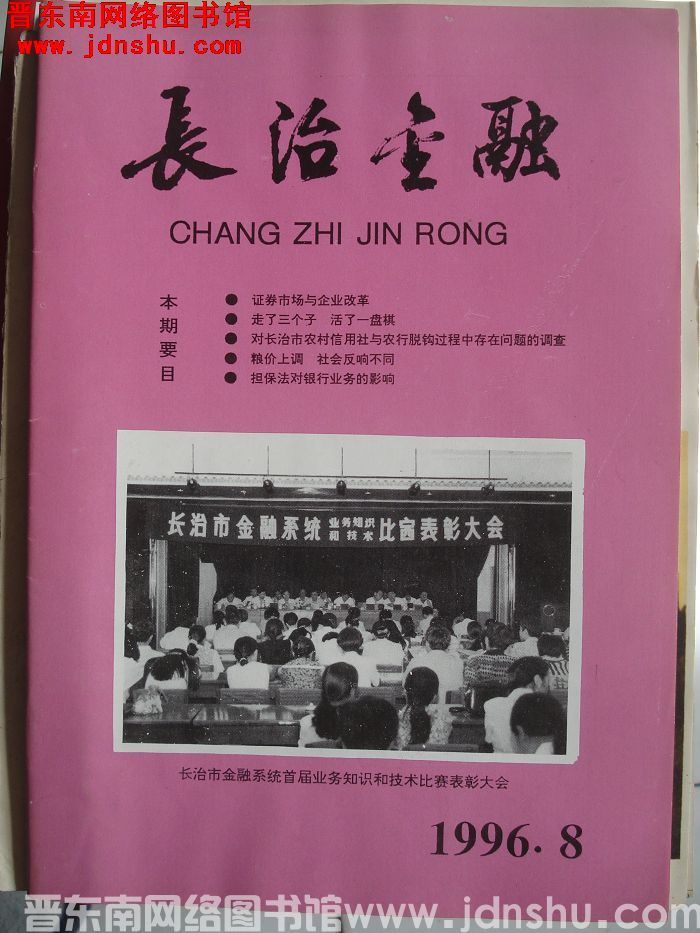 晋东南网络图书馆
www.jdnshu.com
長治金融
CHANG ZHI JIN RONG
本期要目
● 证券市场与企业改革
● 走了三个子 活了一盘棋
● 对长治市农村信用社与农行脱钩过程中存在问题的调查
● 粮价上调 社会反响不同
● 担保法对银行业务的影响
长治市金融系统业务知识和技术比赛表彰大会
长治市金融系统首届业务知识和技术比赛表彰大会
1996.8
晋东南网络图书馆 www.jdnshu.com